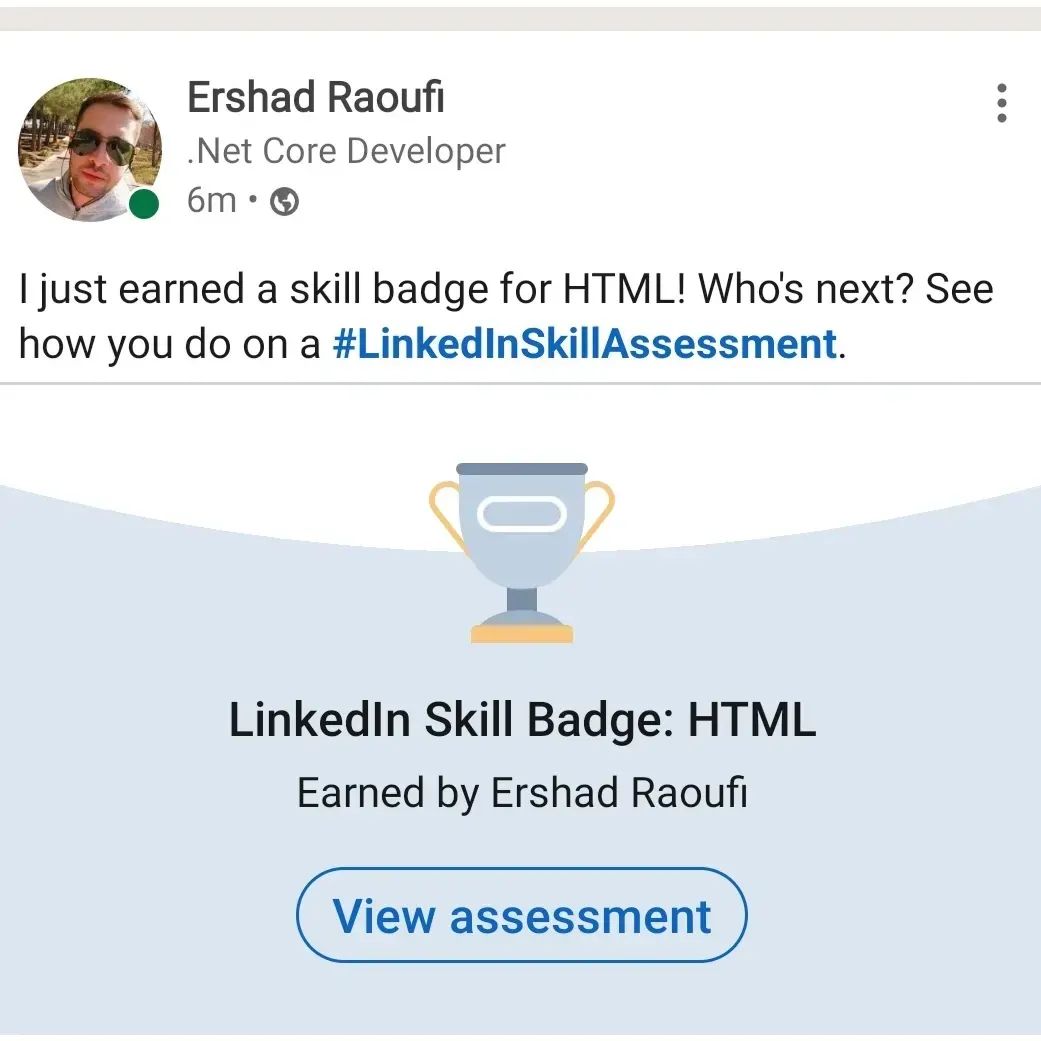 Ershad Raoufi
.Net Core Developer
6m •
I just earned a skill badge for HTML! Who's next? See
how you do on a #LinkedInSkillAssessment.
LinkedIn Skill Badge: HTML
Earned by Ershad Raoufi
View assessment